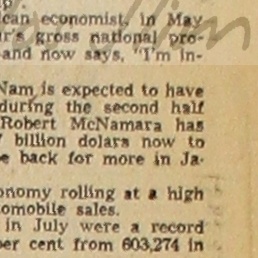 ican economist, in May
r's gross national pro-
and now says, "I'm in-
Nam is expected to have
during the second half
Robert McNamara has
billion dolars now to
e back for more in Ja-
onomy rolling at a high
omobile sales.
in July were a record
per cent from 603,274 in